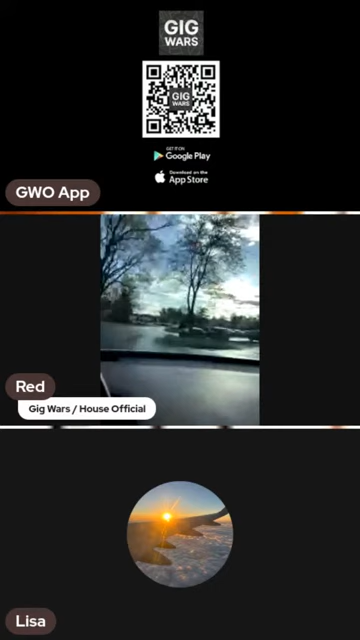 GIG
WARS
GIG
WARS
GET IT ON
Google Play
Download on the
App Store
GWO App
Red
Gig Wars / House Official
Lisa